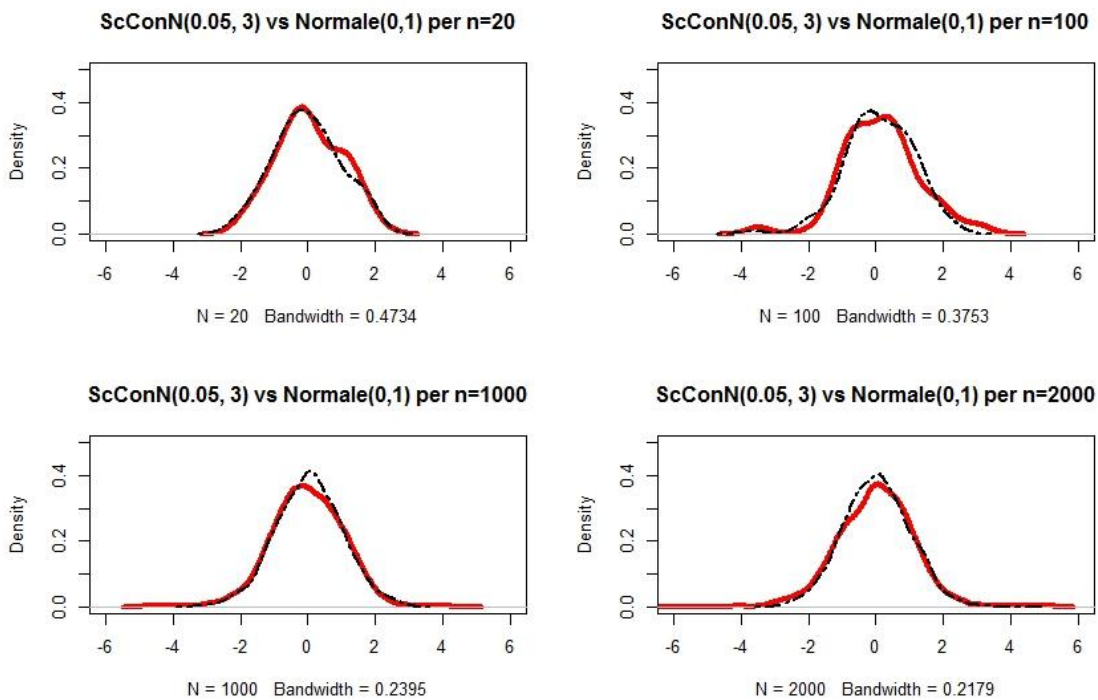 ScConN(0.05, 3) vs Normale(0,1) per n=20
Density
0.0 0.2 0.4
-6 -4 -2 0 2 4 6
N = 20 Bandwidth = 0.4734
ScConN(0.05, 3) vs Normale(0,1) per n=100
Density
0.0 0.2 0.4
-6 -4 -2 0 2 4 6
N = 100 Bandwidth = 0.3753
ScConN(0.05, 3) vs Normale(0,1) per n=1000
Density
0.0 0.2 0.4
-6 -4 -2 0 2 4 6
N = 1000 Bandwidth = 0.2395
ScConN(0.05, 3) vs Normale(0,1) per n=2000
Density
0.0 0.2 0.4
-6 -4 -2 0 2 4 6
N = 2000 Bandwidth = 0.2179